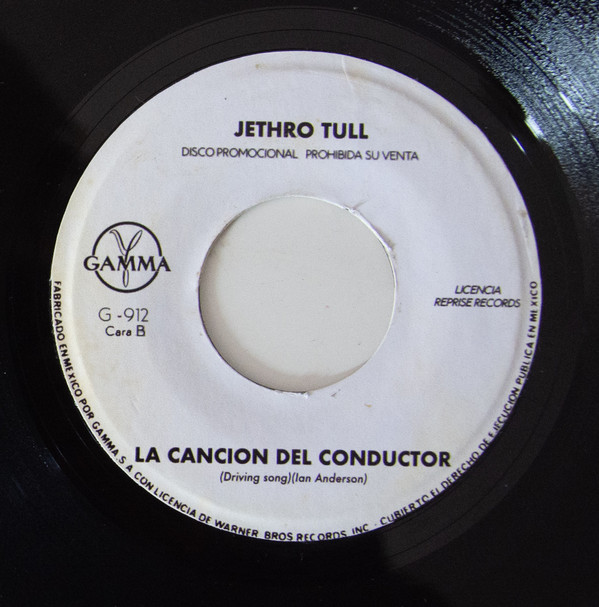 JETHRO TULL
DISCO PROMOCIONAL PROHIBIDA SU VENTA
GAMMA
G -912
Cara B
LICENCIA
REPRISE RECORDS
LA CANCION DEL CONDUCTOR
(Driving song)(Ian Anderson)
FABRICADO EN MEXICO POR GAMMA S A CON LICENCIA DE WARNER BROS RECORDS INC · CUBIERTO EL DERECHO DE EJECUCION PUBLICA EN MEXICO